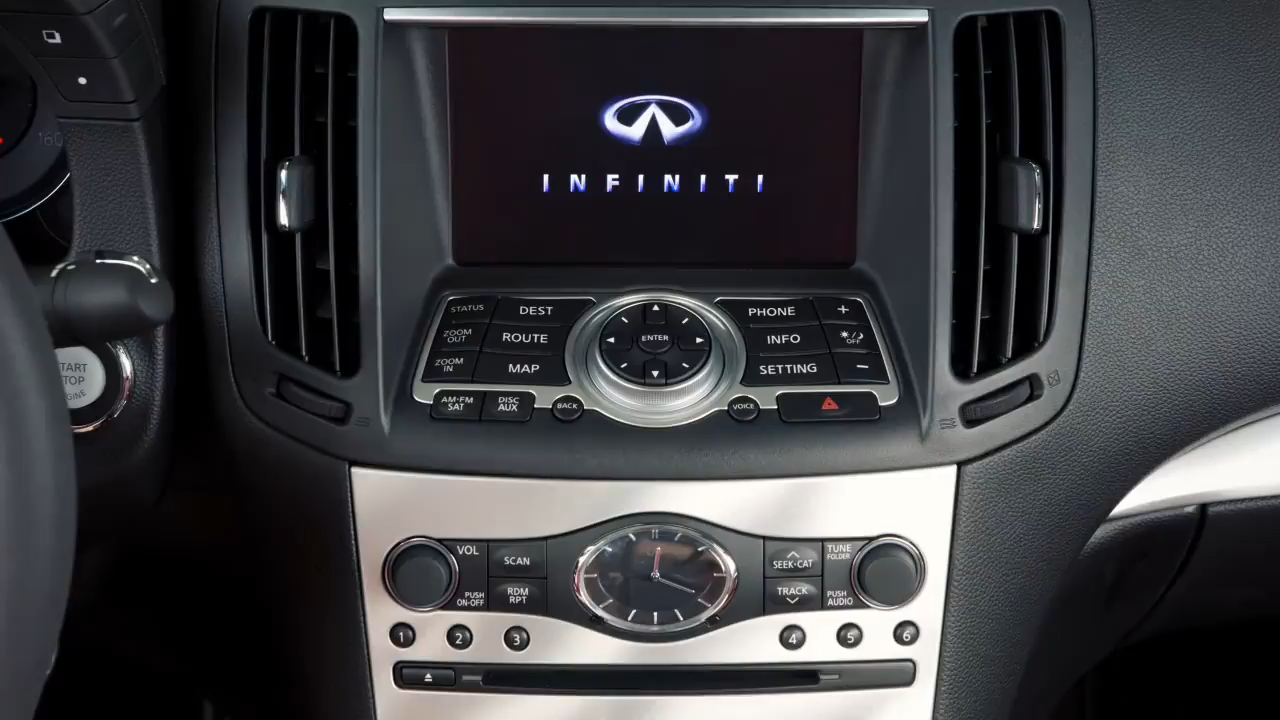 160
INFINITI
STATUS
DEST
PHONE
+
ZOOM
OUT
ROUTE
ENTER
INFO
OFF
ZOOM
IN
MAP
SETTING
−
START
STOP
ENGINE
AM·FM
SAT
DISC
AUX
BACK
VOICE
VOL
SCAN
SEEK·CAT
TUNE
FOLDER
PUSH
ON·OFF
RDM
RPT
TRACK
PUSH
AUDIO
1
2
3
4
5
6